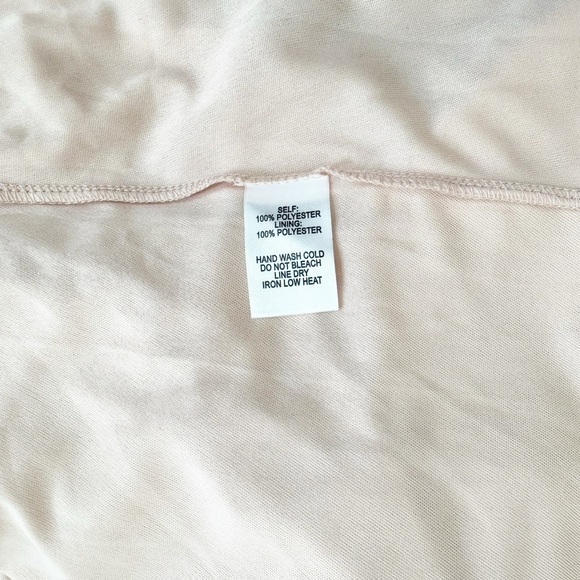 SELF:
100% POLYESTER
LINING:
100% POLYESTER
HAND WASH COLD
DO NOT BLEACH
LINE DRY
IRON LOW HEAT